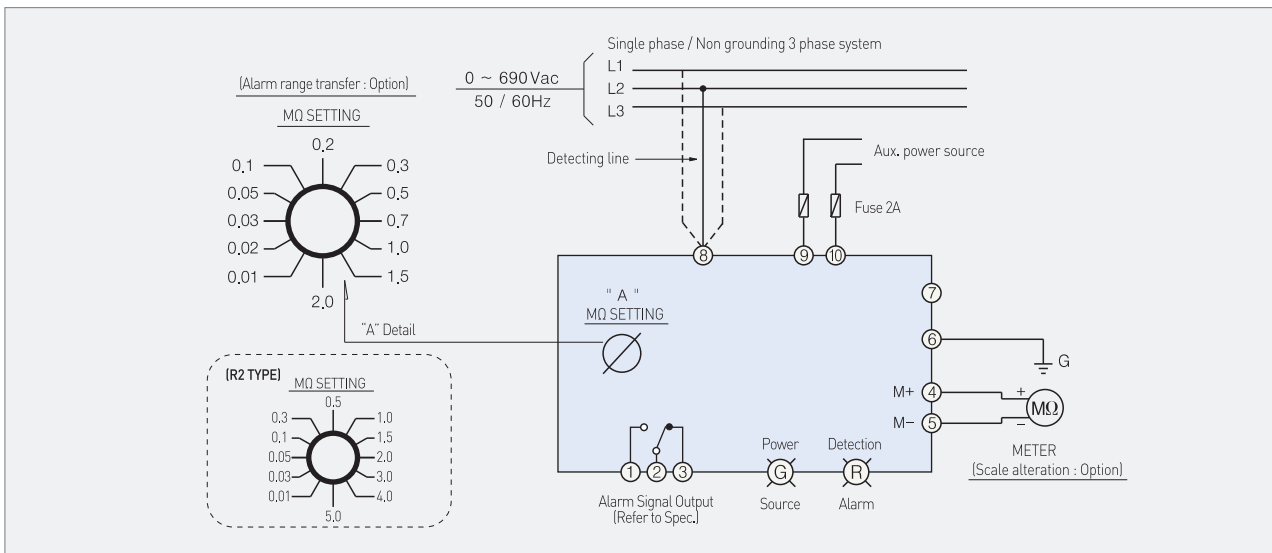 Single phase / Non grounding 3 phase system
0 ~ 690 Vac
50 / 60Hz
L1
L2
L3
(Alarm range transfer : Option)
MΩ SETTING
0.2
0.1
0.3
0.05
0.5
0.03
0.7
0.02
1.0
0.01
1.5
2.0
"A" Detail
Detecting line
Aux. power source
Fuse 2A
8
9
10
" A "
MΩ SETTING
7
6
G
M+
4
+
MΩ
M−
5
−
METER
(Scale alteration : Option)
(R2 TYPE)
MΩ SETTING
0.5
0.3
1.0
0.1
1.5
0.05
2.0
0.03
3.0
0.01
4.0
5.0
1
2
3
Alarm Signal Output
(Refer to Spec.)
Power
G
Source
Detection
R
Alarm